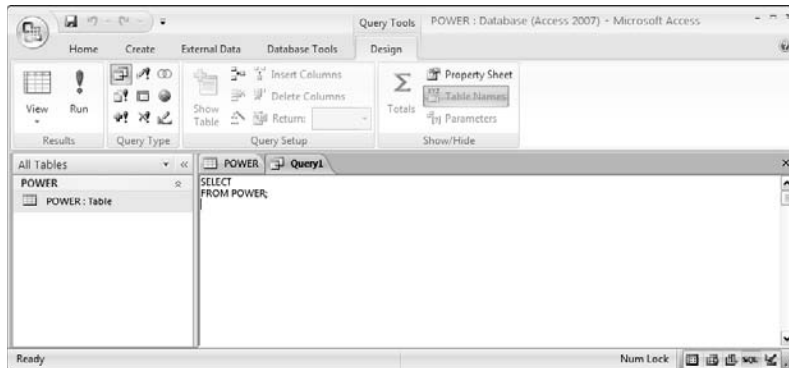 Query Tools
POWER : Database (Access 2007) - Microsoft Access
Home Create External Data Database Tools Design
View
Run
Results
Query Type
Show Table
Insert Columns
Delete Columns
Return:
Query Setup
Totals
Property Sheet
Table Names
Parameters
Show/Hide
All Tables
POWER
POWER : Table
POWER
Query1
SELECT
FROM POWER;
Ready
Num Lock
SQL